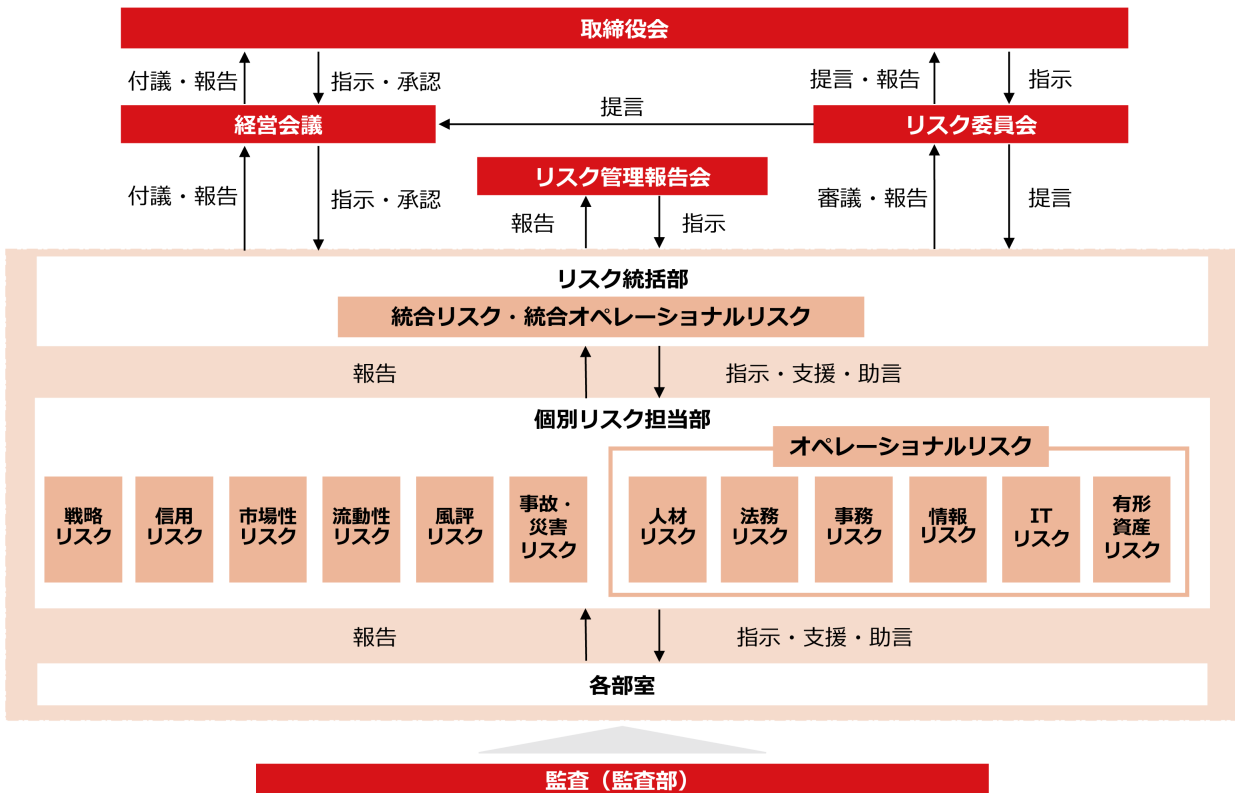 取締役会
付議・報告
指示・承認
提言・報告
指示
経営会議
提言
リスク委員会
付議・報告
指示・承認
リスク管理報告会
報告
指示
審議・報告
提言
リスク統括部
統合リスク・統合オペレーショナルリスク
報告
指示・支援・助言
個別リスク担当部
オペレーショナルリスク
戦略
リスク
信用
リスク
市場性
リスク
流動性
リスク
風評
リスク
事故・
災害
リスク
人材
リスク
法務
リスク
事務
リスク
情報
リスク
IT
リスク
有形
資産
リスク
報告
指示・支援・助言
各部室
監査（監査部）